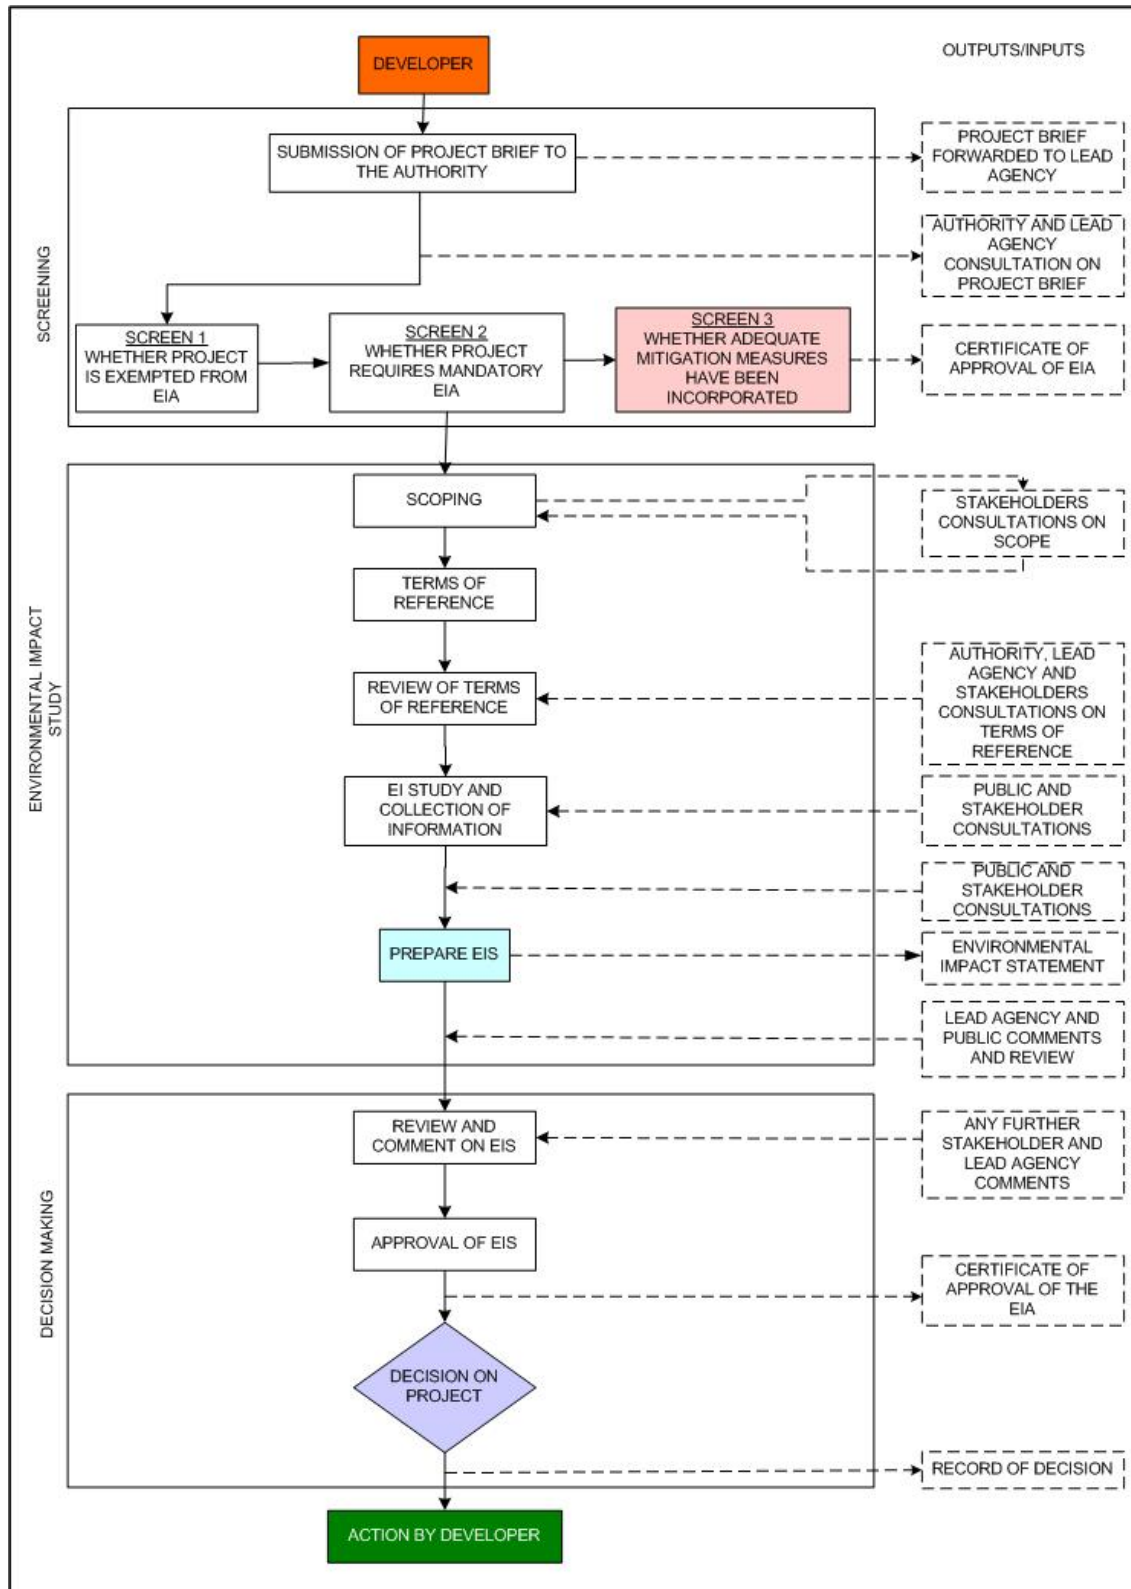 DEVELOPER
OUTPUTS/INPUTS
SCREENING
SUBMISSION OF PROJECT BRIEF TO
THE AUTHORITY
PROJECT BRIEF
FORWARDED TO LEAD
AGENCY
AUTHORITY AND LEAD
AGENCY
CONSULTATION ON
PROJECT BRIEF
SCREEN 1
WHETHER PROJECT
IS EXEMPTED FROM
EIA
SCREEN 2
WHETHER PROJECT
REQUIRES MANDATORY
EIA
SCREEN 3
WHETHER ADEQUATE
MITIGATION MEASURES
HAVE BEEN
INCORPORATED
CERTIFICATE OF
APPROVAL OF EIA
ENVIRONMENTAL IMPACT
STUDY
SCOPING
STAKEHOLDERS
CONSULTATIONS ON
SCOPE
TERMS OF
REFERENCE
REVIEW OF TERMS
OF REFERENCE
AUTHORITY, LEAD
AGENCY AND
STAKEHOLDERS
CONSULTATIONS ON
TERMS OF
REFERENCE
EI STUDY AND
COLLECTION OF
INFORMATION
PUBLIC AND
STAKEHOLDER
CONSULTATIONS
PUBLIC AND
STAKEHOLDER
CONSULTATIONS
PREPARE EIS
ENVIRONMENTAL
IMPACT STATEMENT
LEAD AGENCY AND
PUBLIC COMMENTS
AND REVIEW
DECISION MAKING
REVIEW AND
COMMENT ON EIS
ANY FURTHER
STAKEHOLDER AND
LEAD AGENCY
COMMENTS
APPROVAL OF EIS
CERTIFICATE OF
APPROVAL OF THE
EIA
DECISION ON
PROJECT
RECORD OF DECISION
ACTION BY DEVELOPER